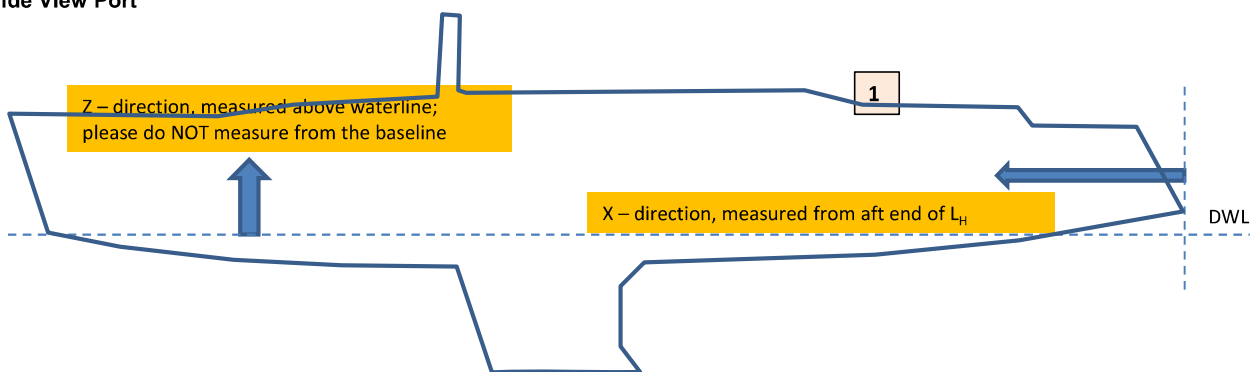 ide View Port
1
Z – direction, measured above waterline;
please do NOT measure from the baseline
X – direction, measured from aft end of LH
DWL